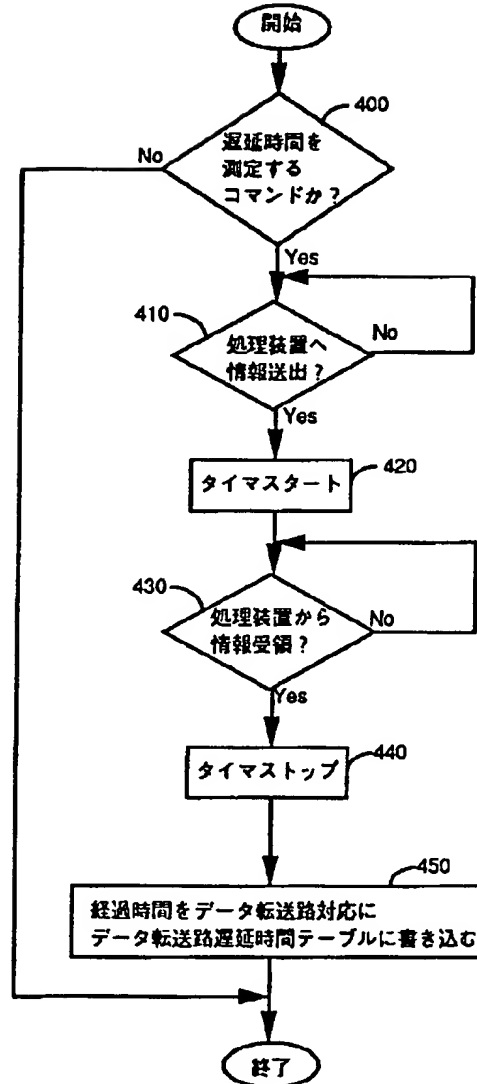 開始
400
遅延時間を
測定する
コマンドか？
No
Yes
410
処理装置へ
情報送出？
No
Yes
タイマスタート
420
430
処理装置から
情報受領？
No
Yes
タイマストップ
440
450
経過時間をデータ転送路対応に
データ転送路遅延時間テーブルに書き込む
終了